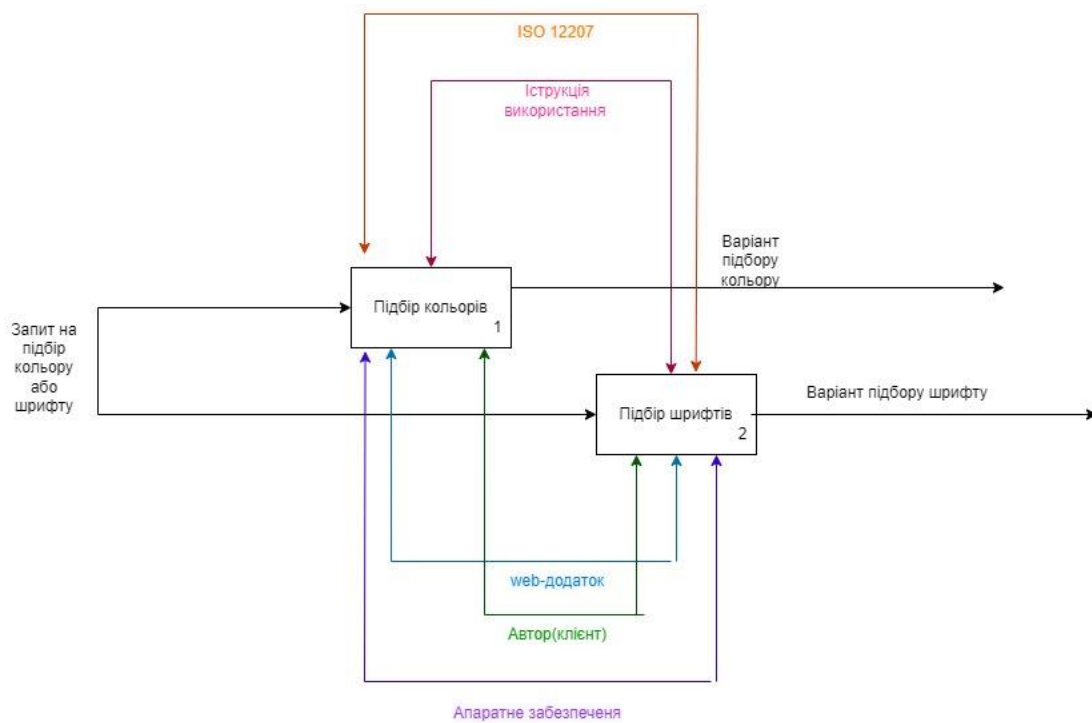 ISO 12207
Іструкція
використання
Варіант
підбору
кольору
Підбір кольорів
1
Запит на
підбір
кольору
або
шрифту
Варіант підбору шрифту
Підбір шрифтів
2
web-додаток
Автор(клієнт)
Апаратне забезпеченя